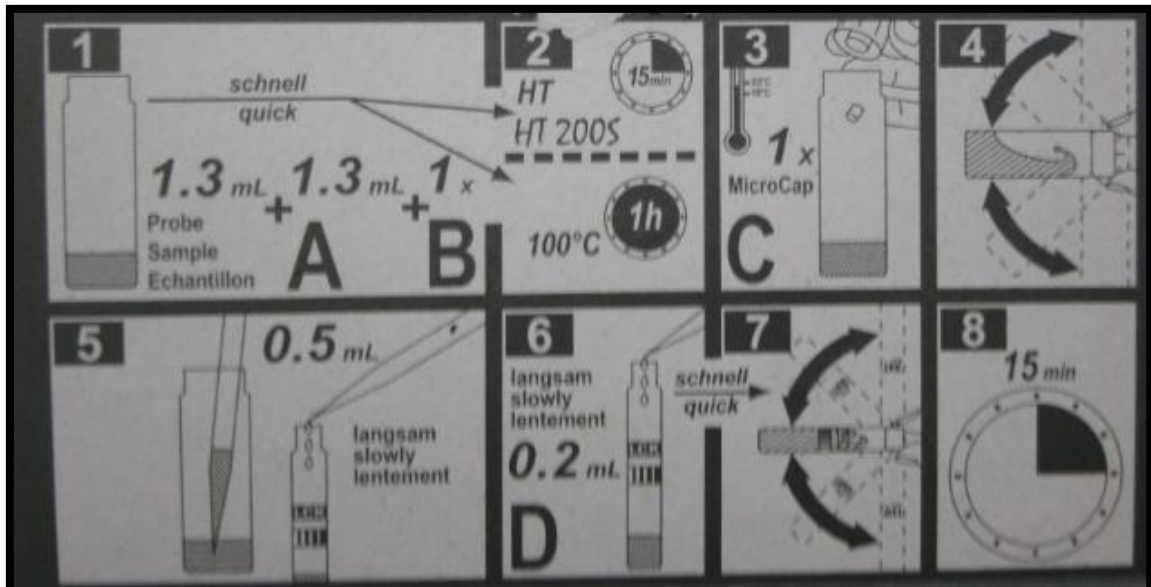 1
schnell
quick
1.3 mL + 1.3 mL + 1 x
Probe
Sample
Echantillon
A
B
2
15 min
HT
HT 200S
100°C
1h
3
1 x
MicroCap
C
4
5
0.5 mL
langsam
slowly
lentement
6
langsam
slowly
lentement
0.2 mL
D
schnell
quick
7
8
15 min